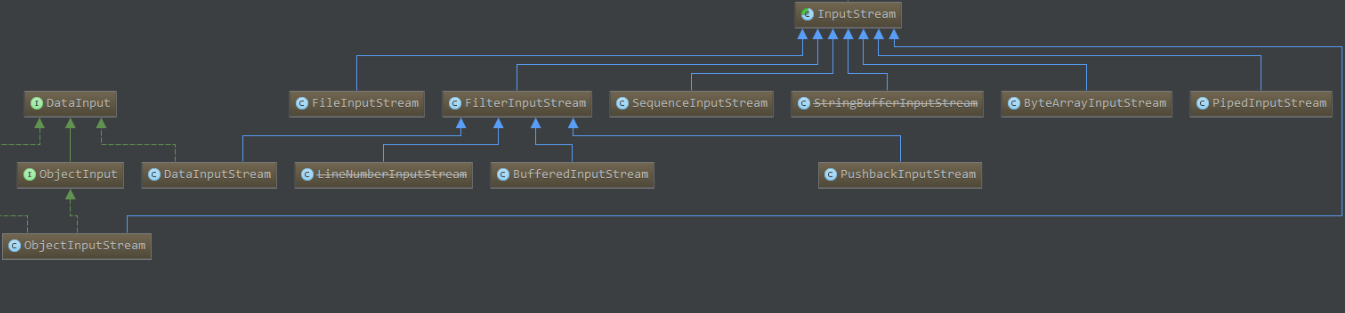 C InputStream
I DataInput
C FileInputStream
C FilterInputStream
C SequenceInputStream
C StringBufferInputStream
C ByteArrayInputStream
C PipedInputStream
I ObjectInput
C DataInputStream
C LineNumberInputStream
C BufferedInputStream
C PushbackInputStream
C ObjectInputStream